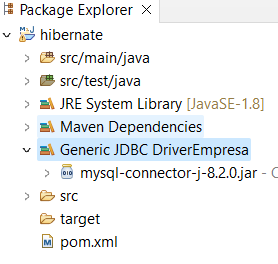 Package Explorer
hibernate
src/main/java
src/test/java
JRE System Library [JavaSE-1.8]
Maven Dependencies
Generic JDBC DriverEmpresa
mysql-connector-j-8.2.0.jar -
src
target
pom.xml